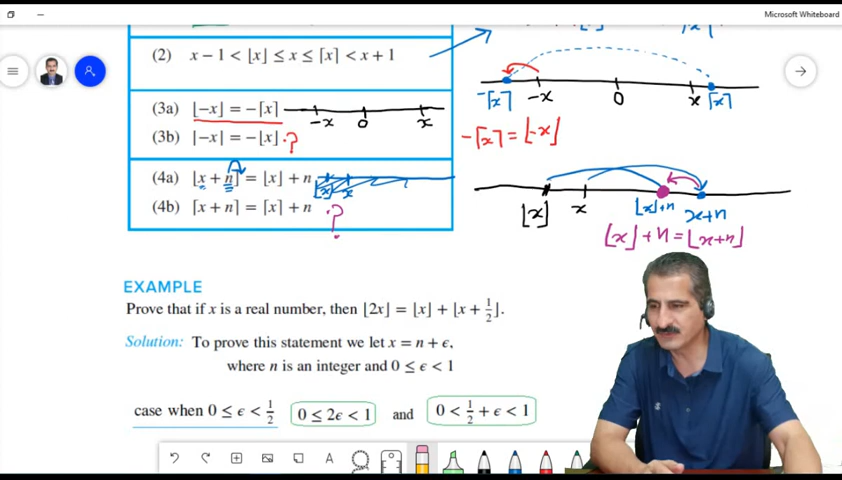 Microsoft Whiteboard
(2) x − 1 < ⌊x⌋ ≤ x ≤ ⌈x⌉ < x + 1
−⌈x⌉ −x 0 x ⌈x⌉
(3a) ⌊−x⌋ = −⌈x⌉
−x 0 x
(3b) ⌈−x⌉ = −⌊x⌋ ?
−⌈x⌉ = ⌊−x⌋
(4a) ⌊x + n⌋ = ⌊x⌋ + n
⌊x⌋ x
(4b) ⌈x + n⌉ = ⌈x⌉ + n ?
⌊x⌋ x ⌊x⌋+n x+n
⌊x⌋ + n = ⌊x+n⌋
EXAMPLE
Prove that if x is a real number, then ⌊2x⌋ = ⌊x⌋ + ⌊x + 1/2⌋.
Solution: To prove this statement we let x = n + ϵ,
where n is an integer and 0 ≤ ϵ < 1
case when 0 ≤ ϵ < 1/2 0 ≤ 2ϵ < 1 and 0 < 1/2 + ϵ < 1
A